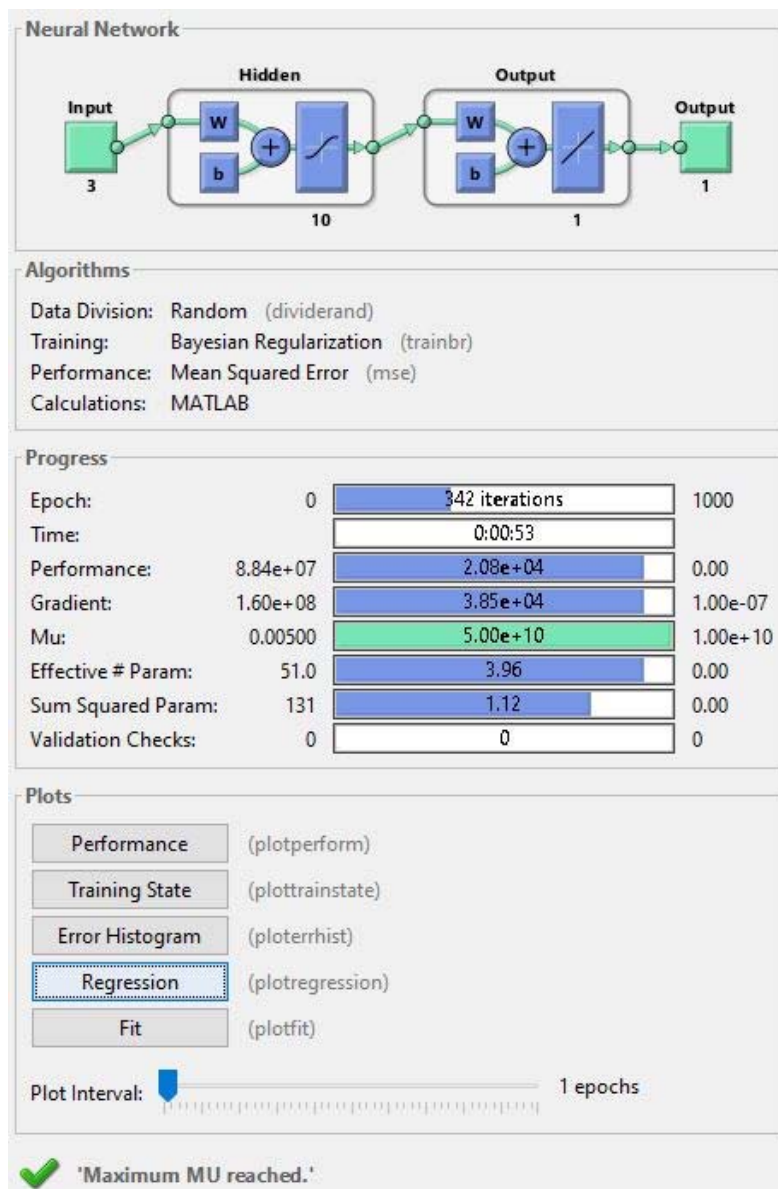 Neural Network
Hidden
Output
Input
W
b
+
3
10
W
b
+
1
Output
1
Algorithms
Data Division: Random (dividerand)
Training: Bayesian Regularization (trainbr)
Performance: Mean Squared Error (mse)
Calculations: MATLAB
Progress
Epoch: 0 342 iterations 1000
Time: 0:00:53
Performance: 8.84e+07 2.08e+04 0.00
Gradient: 1.60e+08 3.85e+04 1.00e-07
Mu: 0.00500 5.00e+10 1.00e+10
Effective # Param: 51.0 3.96 0.00
Sum Squared Param: 131 1.12 0.00
Validation Checks: 0 0 0
Plots
Performance (plotperform)
Training State (plottrainstate)
Error Histogram (ploterrhist)
Regression (plotregression)
Fit (plotfit)
Plot Interval: 1 epochs
'Maximum MU reached.'